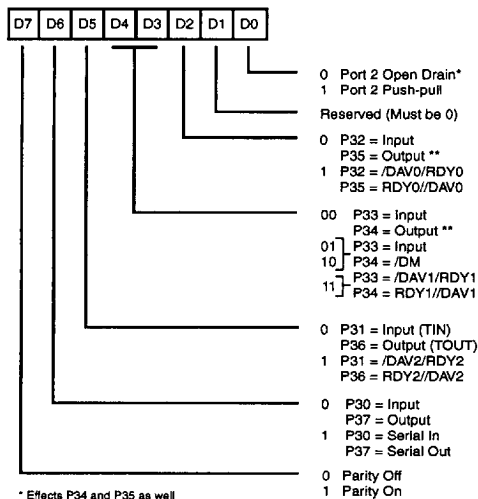 D7 D6 D5 D4 D3 D2 D1 D0
0 Port 2 Open Drain*
1 Port 2 Push-pull
Reserved (Must be 0)
0 P32 = Input
P35 = Output **
1 P32 = /DAV0/RDY0
P35 = RDY0//DAV0
00 P33 = Input
P34 = Output **
01 P33 = Input
10 P34 = /DM
11 P33 = /DAV1/RDY1
P34 = RDY1//DAV1
0 P31 = Input (TIN)
P36 = Output (TOUT)
1 P31 = /DAV2/RDY2
P36 = RDY2//DAV2
0 P30 = Input
P37 = Output
1 P30 = Serial In
P37 = Serial Out
0 Parity Off
1 Parity On
* Effects P34 and P35 as well